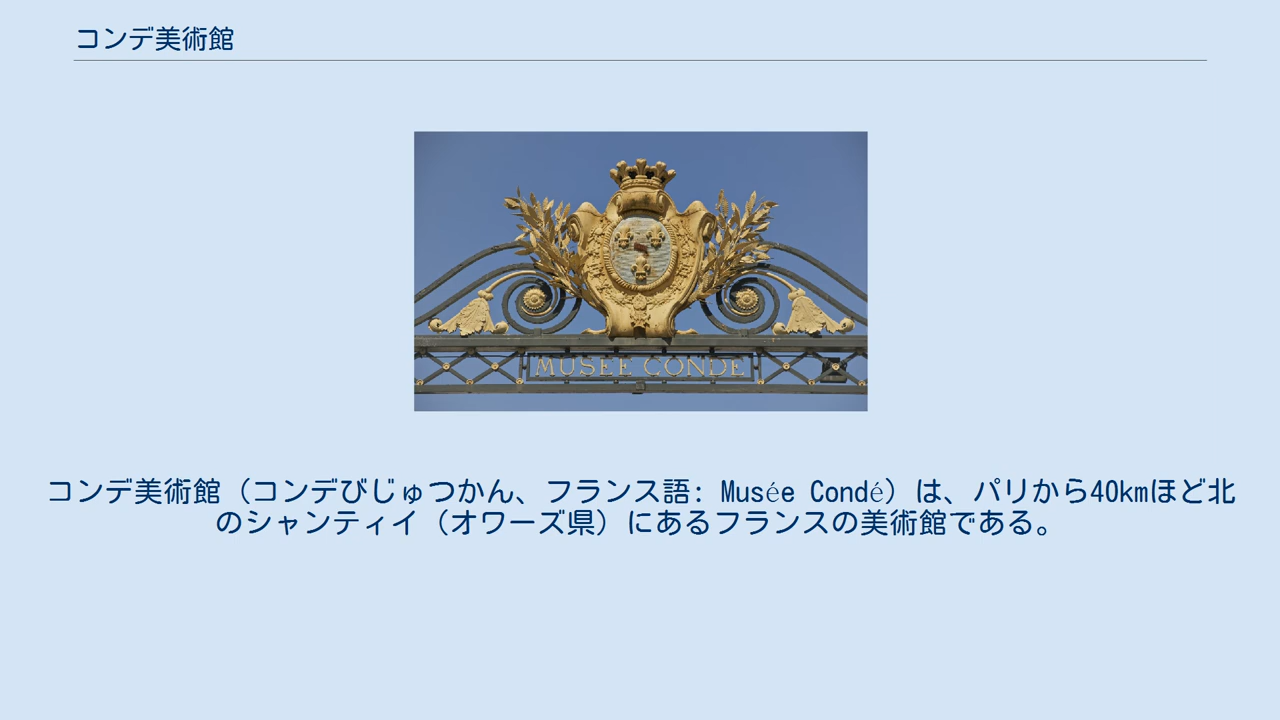 コンデ美術館
MUSEE CONDE
コンデ美術館（コンデびじゅつかん、フランス語: Musée Condé）は、パリから40kmほど北
のシャンティイ（オワーズ県）にあるフランスの美術館である。